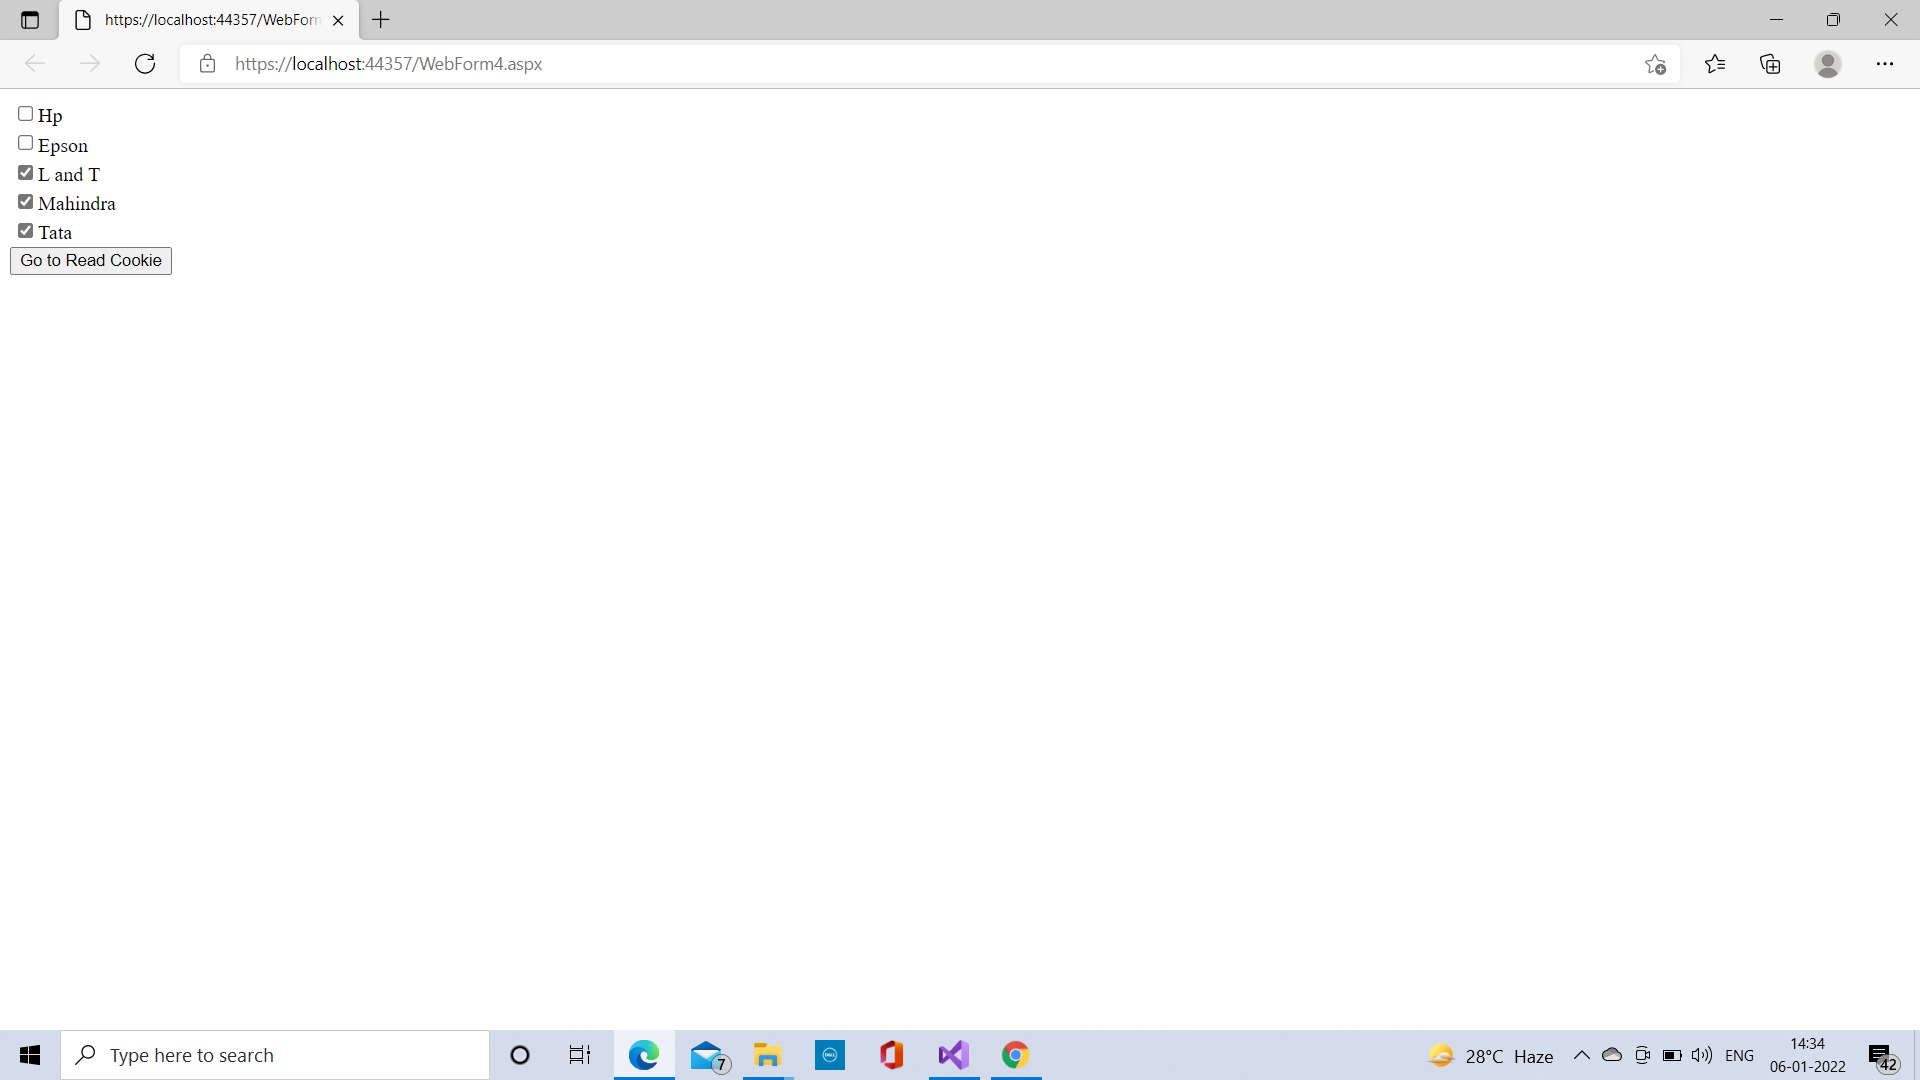 https://localhost:44357/WebForm
https://localhost:44357/WebForm4.aspx
Hp
Epson
L and T
Mahindra
Tata
Go to Read Cookie
Type here to search
7
DELL
28°C Haze
ENG
14:34
06-01-2022
42